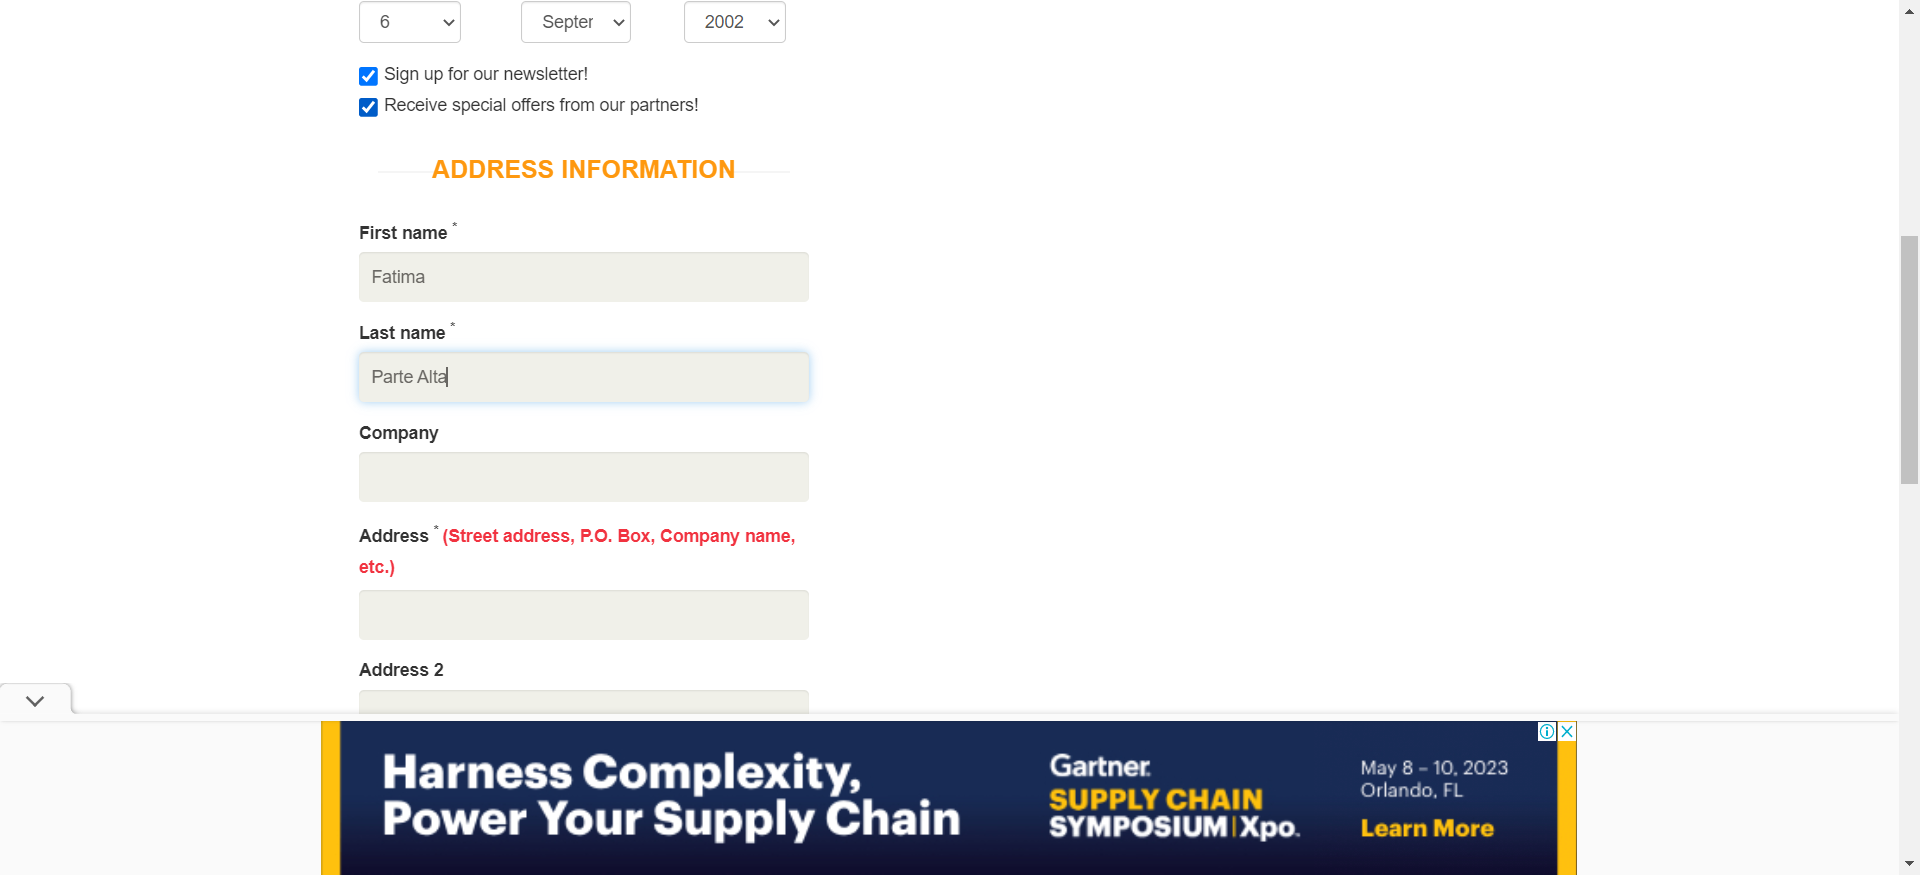 6 Septer 2002
Sign up for our newsletter!
Receive special offers from our partners!
ADDRESS INFORMATION
First name *
Fatima
Last name *
Parte Alta
Company
Address * (Street address, P.O. Box, Company name,
etc.)
Address 2
Harness Complexity,
Power Your Supply Chain
Gartner
SUPPLY CHAIN
SYMPOSIUM | Xpo.
May 8 – 10, 2023
Orlando, FL
Learn More